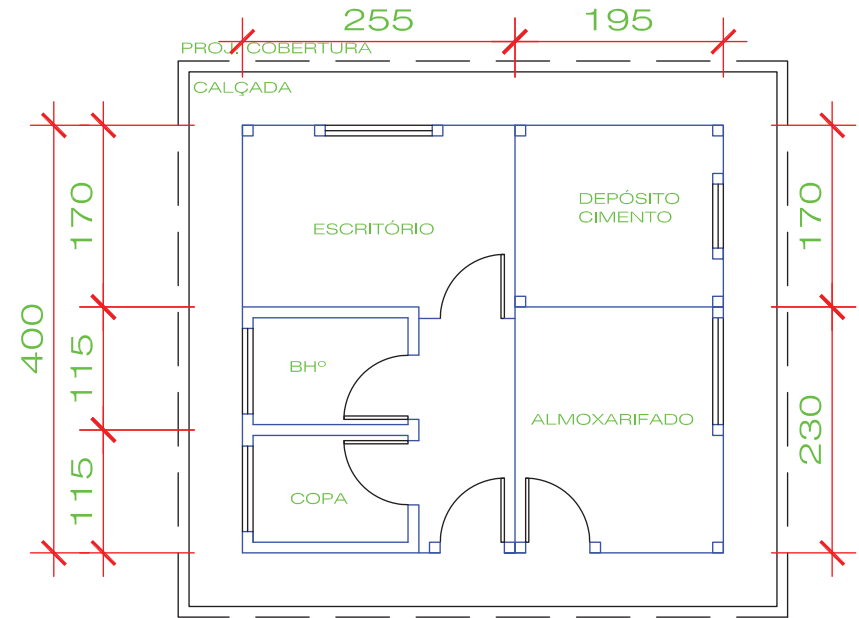 255
195
PROJ. COBERTURA
CALÇADA
170
115
115
400
ESCRITÓRIO
DEPÓSITO
CIMENTO
170
BHº
ALMOXARIFADO
230
COPA